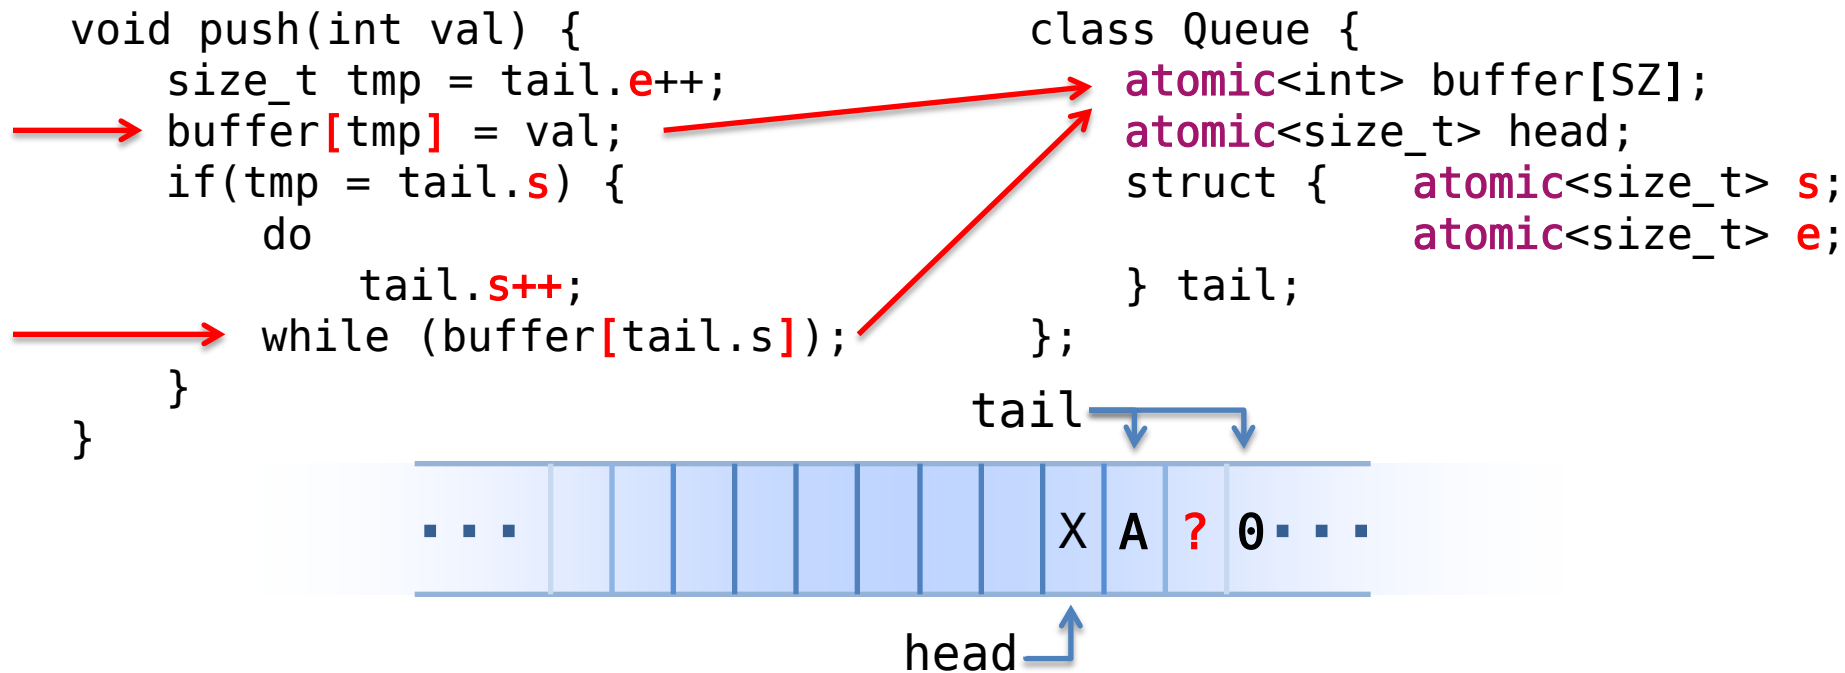 void push(int val) {
size_t tmp = tail.e++;
buffer[tmp] = val;
if(tmp = tail.s) {
do
tail.s++;
while (buffer[tail.s]);
}
}
class Queue {
atomic<int> buffer[SZ];
atomic<size_t> head;
struct { atomic<size_t> s;
atomic<size_t> e;
} tail;
};
tail
... X A ? 0 ...
head